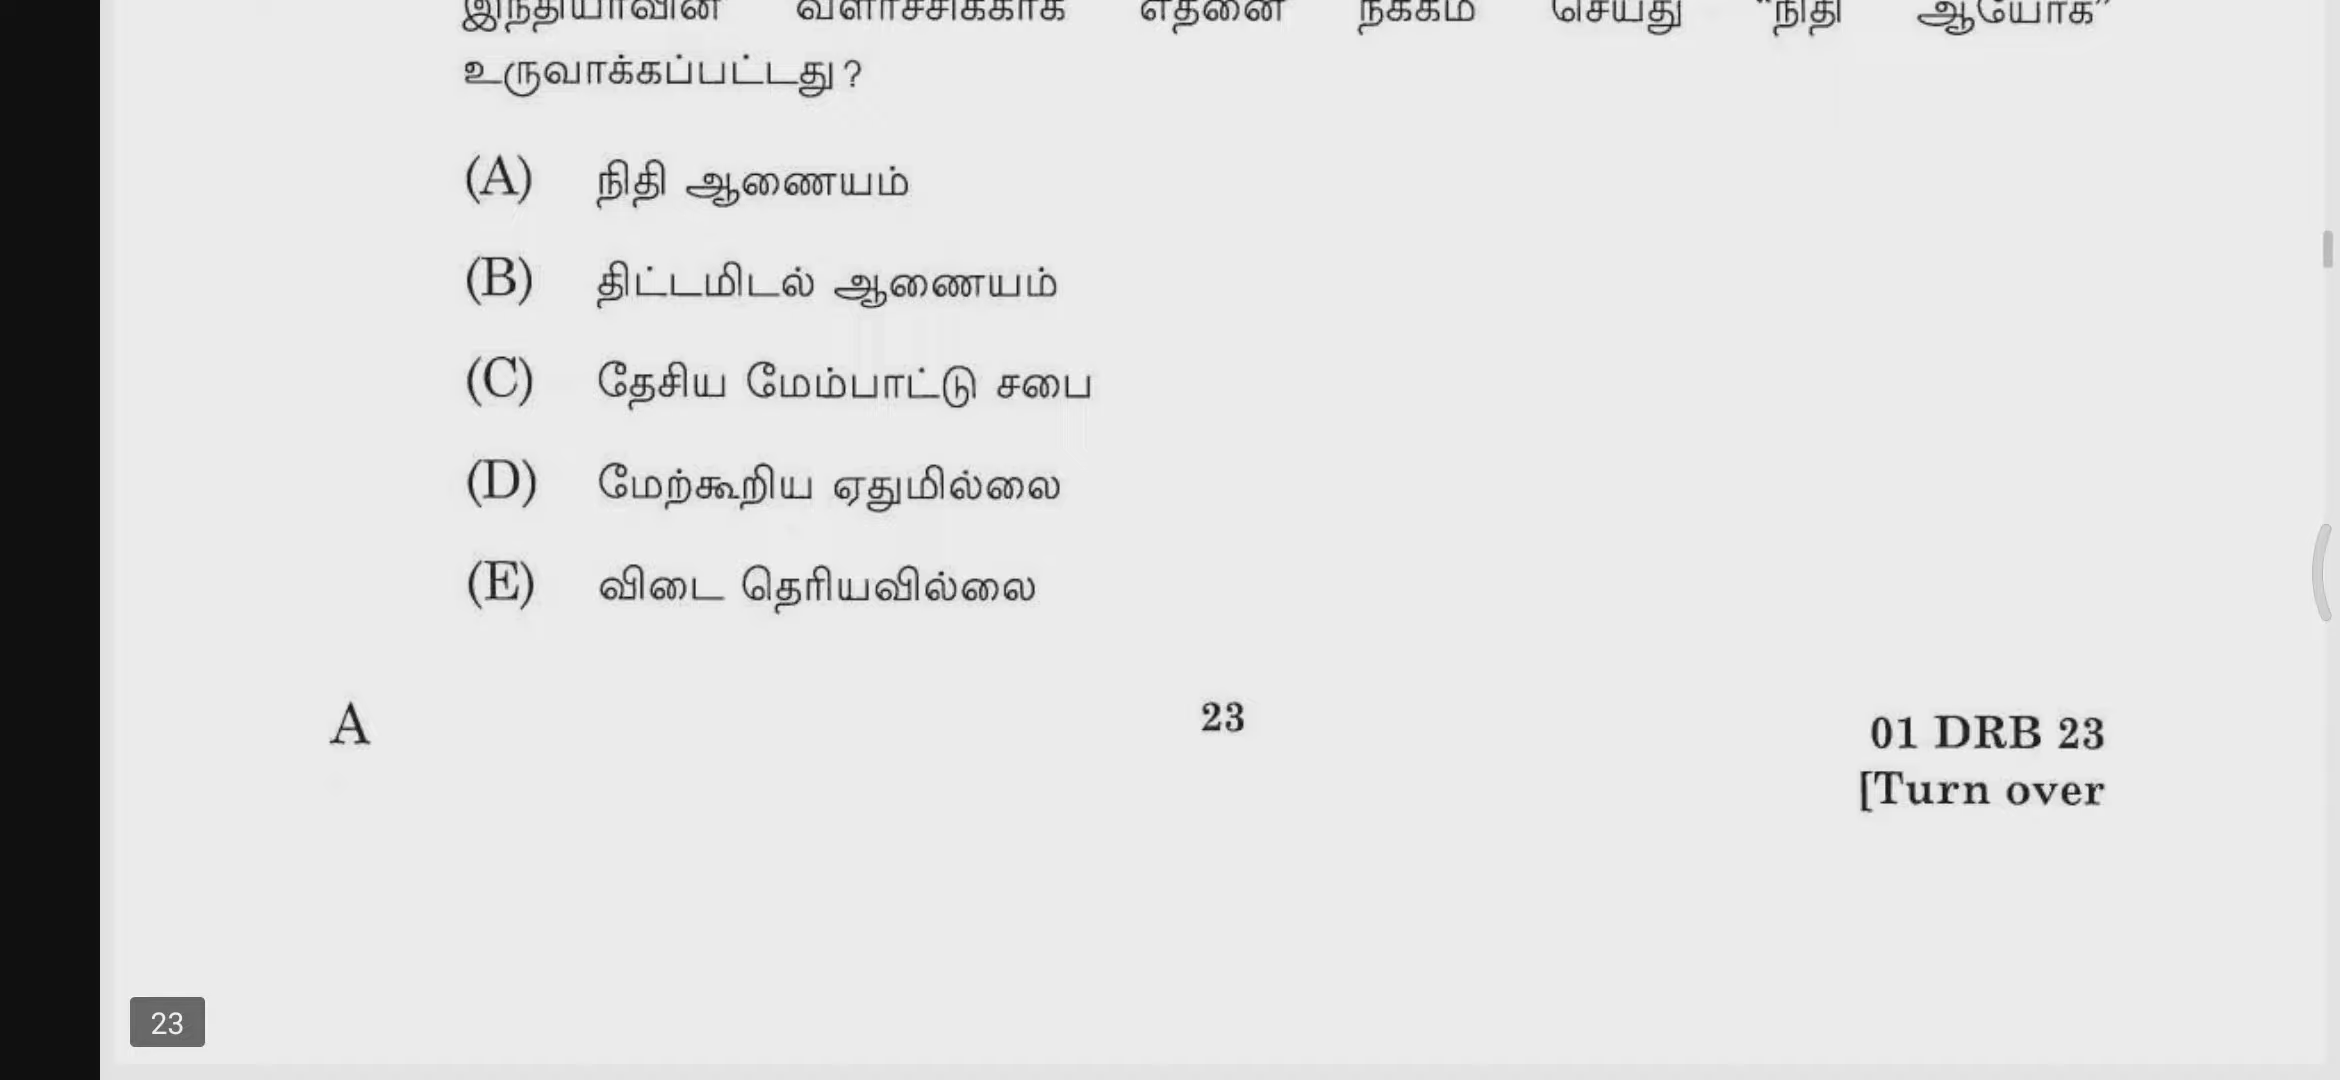 இந்தியாவின் வளர்ச்சிக்காக எதனை நீக்கம் செய்து "நிதி ஆயோக்"
உருவாக்கப்பட்டது?
(A) நிதி ஆணையம்
(B) திட்டமிடல் ஆணையம்
(C) தேசிய மேம்பாட்டு சபை
(D) மேற்கூறிய ஏதுமில்லை
(E) விடை தெரியவில்லை
A 23 01 DRB 23
[Turn over
23